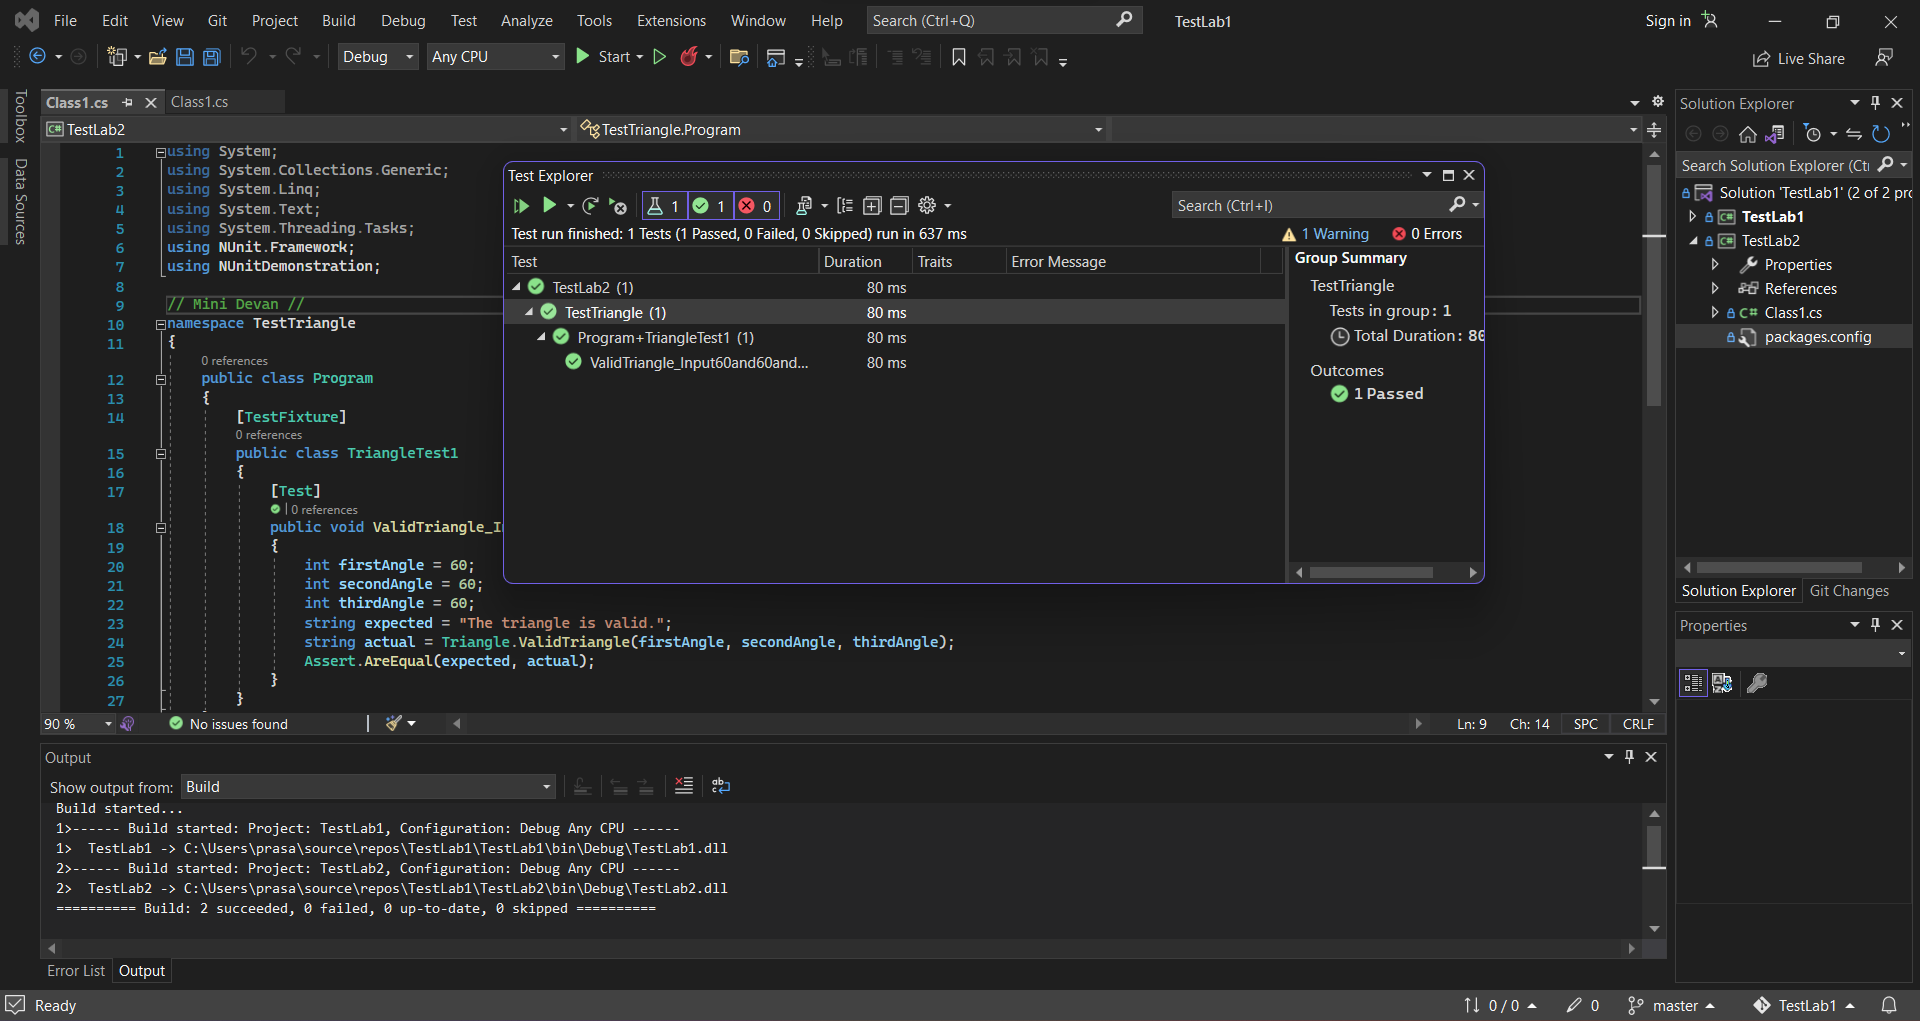 File Edit View Git Project Build Debug Test Analyze Tools Extensions Window Help Search (Ctrl+Q) TestLab1 Sign in
Debug Any CPU Start Live Share
Toolbox
Data Sources
Class1.cs Class1.cs
TestLab2 TestTriangle.Program
1 using System;
2 using System.Collections.Generic;
3 using System.Linq;
4 using System.Text;
5 using System.Threading.Tasks;
6 using NUnit.Framework;
7 using NUnitDemonstration;
8
9 // Mini Devan //
10 namespace TestTriangle
11 {
0 references
12 public class Program
13 {
14 [TestFixture]
0 references
15 public class TriangleTest1
16 {
17 [Test]
0 references
18 public void ValidTriangle_I
19 {
20 int firstAngle = 60;
21 int secondAngle = 60;
22 int thirdAngle = 60;
23 string expected = "The triangle is valid.";
24 string actual = Triangle.ValidTriangle(firstAngle, secondAngle, thirdAngle);
25 Assert.AreEqual(expected, actual);
26 }
27 }
90 % No issues found Ln: 9 Ch: 14 SPC CRLF
Test Explorer
1 1 0 Search (Ctrl+I)
Test run finished: 1 Tests (1 Passed, 0 Failed, 0 Skipped) run in 637 ms 1 Warning 0 Errors
Test Duration Traits Error Message
TestLab2 (1) 80 ms
TestTriangle (1) 80 ms
Program+TriangleTest1 (1) 80 ms
ValidTriangle_Input60and60and... 80 ms
Group Summary
TestTriangle
Tests in group: 1
Total Duration: 80
Outcomes
1 Passed
Solution Explorer
Search Solution Explorer (Ctr
Solution 'TestLab1' (2 of 2 pro
TestLab1
TestLab2
Properties
References
Class1.cs
packages.config
Solution Explorer Git Changes
Properties
Output
Show output from: Build
Build started...
1>------ Build started: Project: TestLab1, Configuration: Debug Any CPU ------
1> TestLab1 -> C:\Users\prasa\source\repos\TestLab1\TestLab1\bin\Debug\TestLab1.dll
2>------ Build started: Project: TestLab2, Configuration: Debug Any CPU ------
2> TestLab2 -> C:\Users\prasa\source\repos\TestLab1\TestLab2\bin\Debug\TestLab2.dll
========== Build: 2 succeeded, 0 failed, 0 up-to-date, 0 skipped ==========
Error List Output
Ready 0 / 0 0 master TestLab1